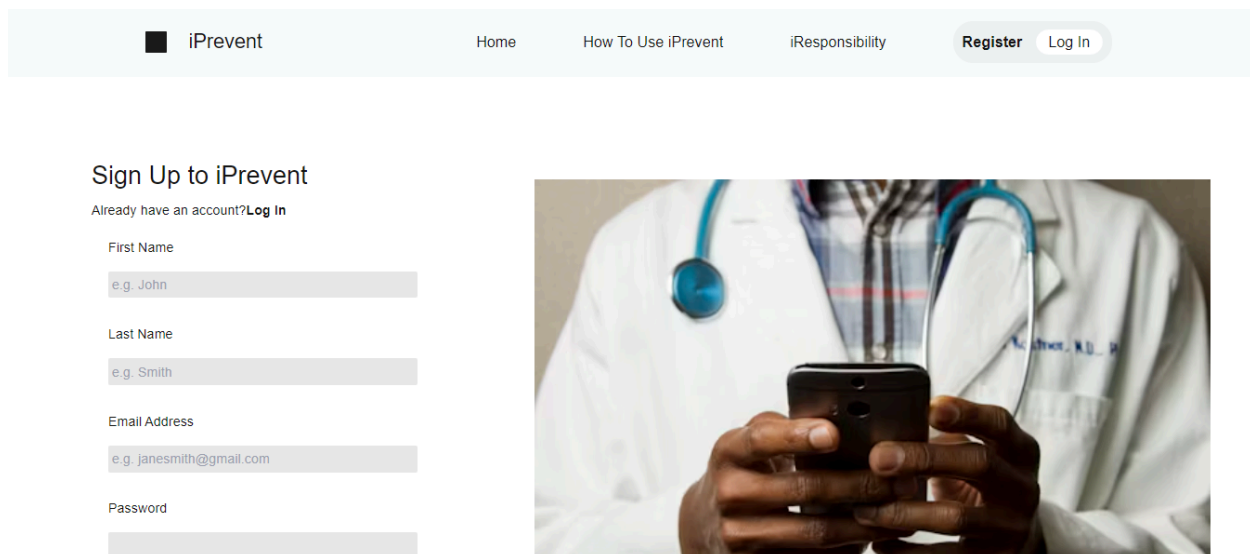 iPrevent
Home
How To Use iPrevent
iResponsibility
Register
Log In
Sign Up to iPrevent
Already have an account?Log In
First Name
e.g. John
Last Name
e.g. Smith
Email Address
e.g. janesmith@gmail.com
Password
M.D.